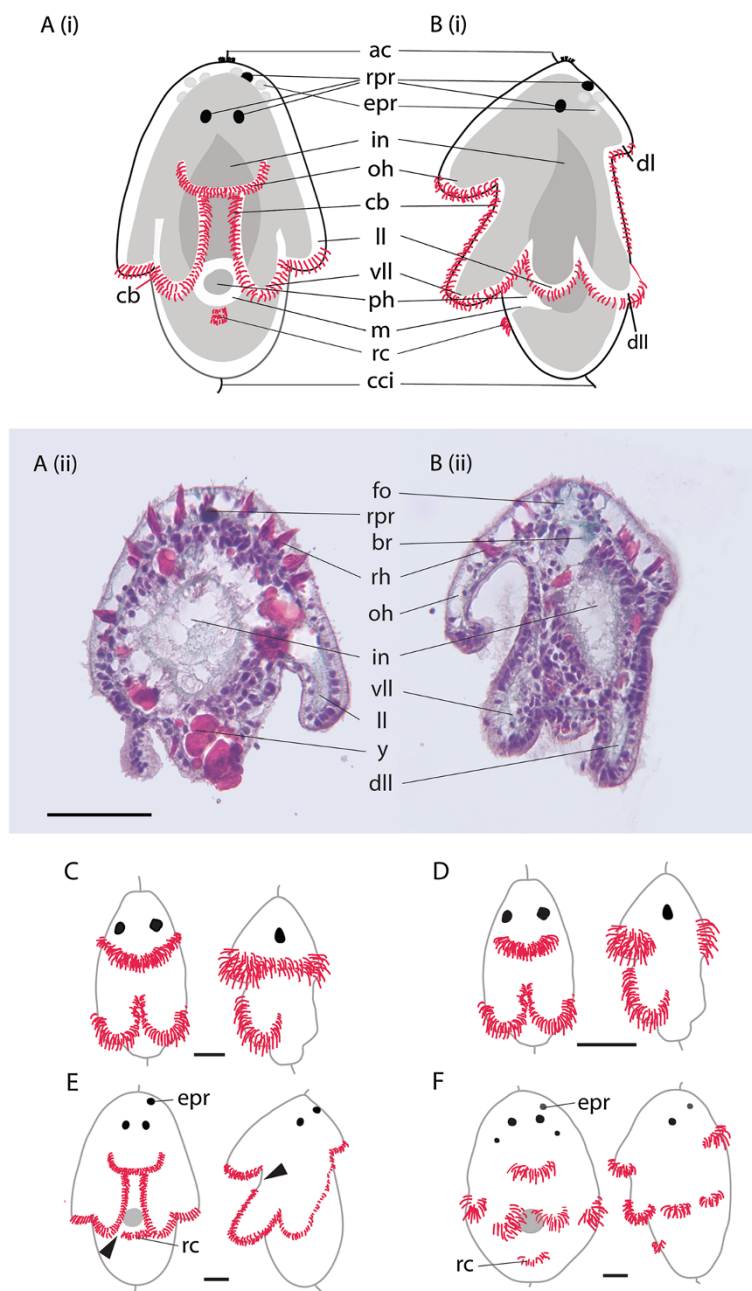 A (i)
B (i)
ac
rpr
epr
in
oh
cb
ll
vll
ph
m
rc
cci
cb
dl
dll
A (ii)
B (ii)
fo
rpr
br
rh
oh
in
vll
ll
y
dll
C
D
E
epr
rc
F
epr
rc